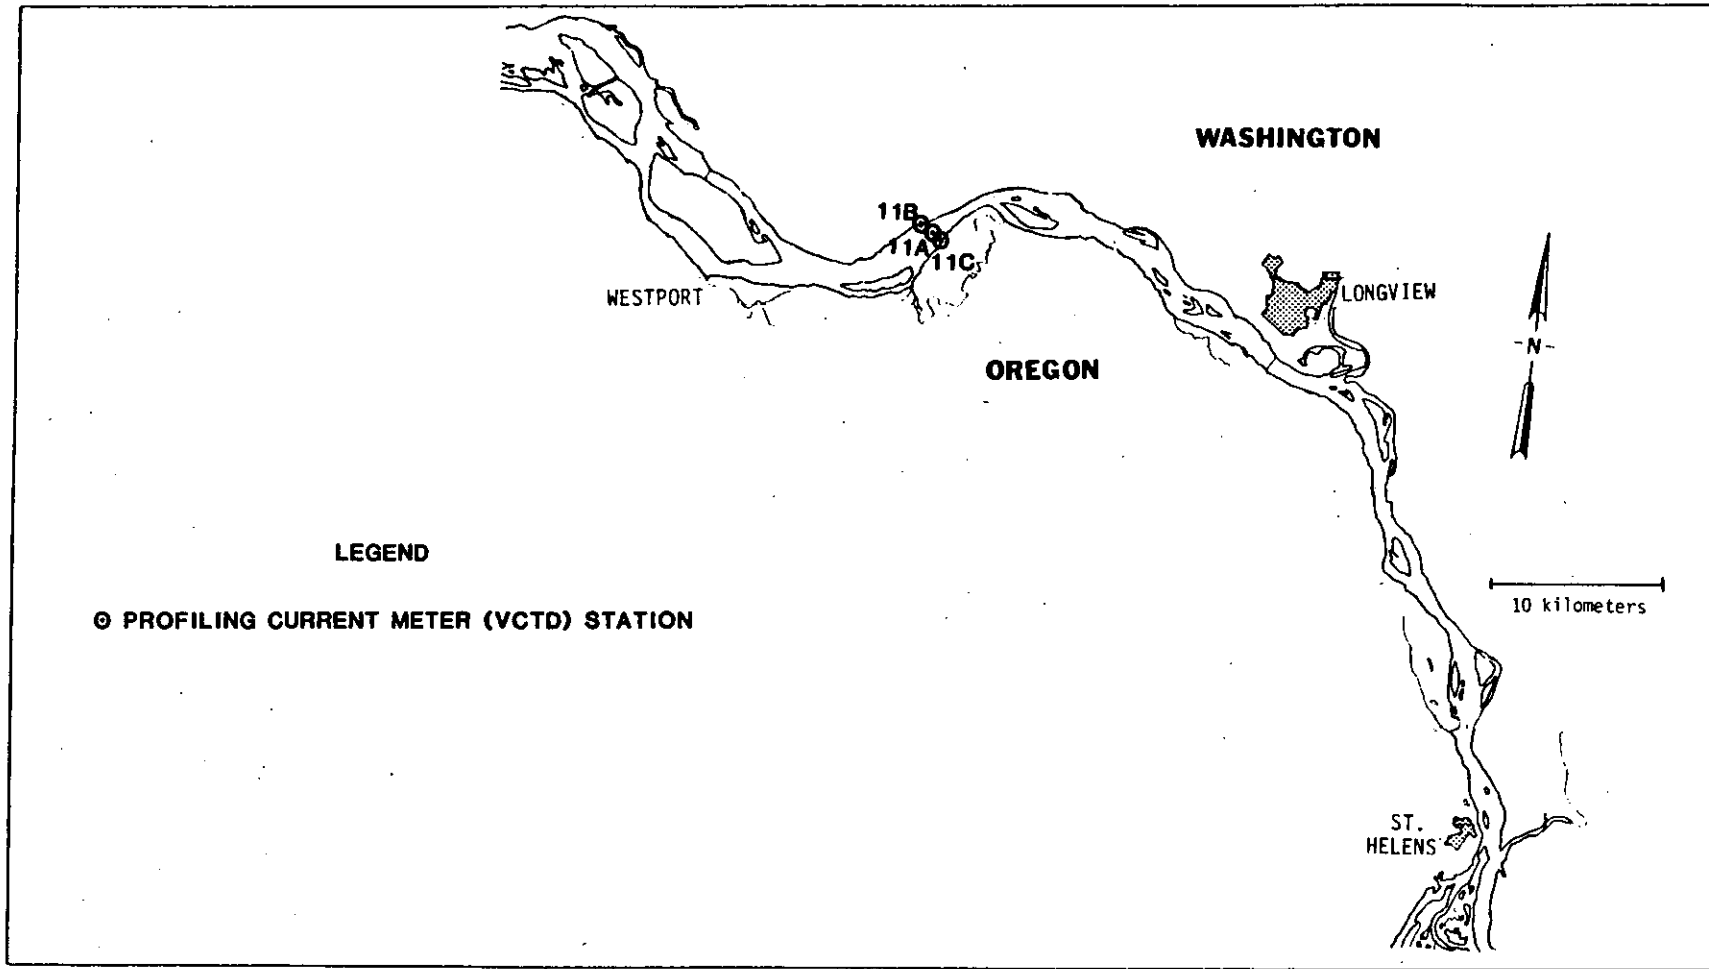 WASHINGTON
11B
11A
11C
WESTPORT
LONGVIEW
N
OREGON
LEGEND
10 kilometers
PROFILING CURRENT METER (VCTD) STATION
ST.
HELENS